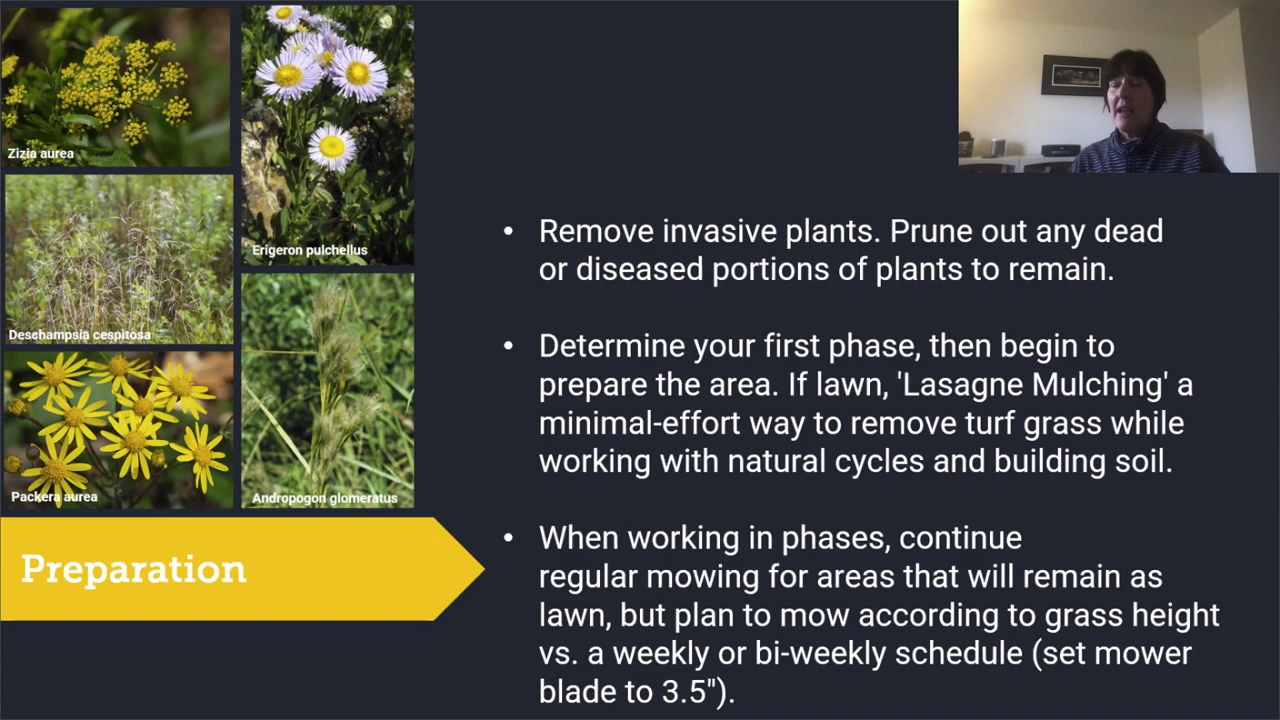 Zizia aurea
Erigeron pulchellus
Deschampsia cespitosa
Packera aurea
Andropogon glomeratus
Preparation
• Remove invasive plants. Prune out any dead
or diseased portions of plants to remain.
• Determine your first phase, then begin to
prepare the area. If lawn, 'Lasagne Mulching' a
minimal-effort way to remove turf grass while
working with natural cycles and building soil.
• When working in phases, continue
regular mowing for areas that will remain as
lawn, but plan to mow according to grass height
vs. a weekly or bi-weekly schedule (set mower
blade to 3.5").